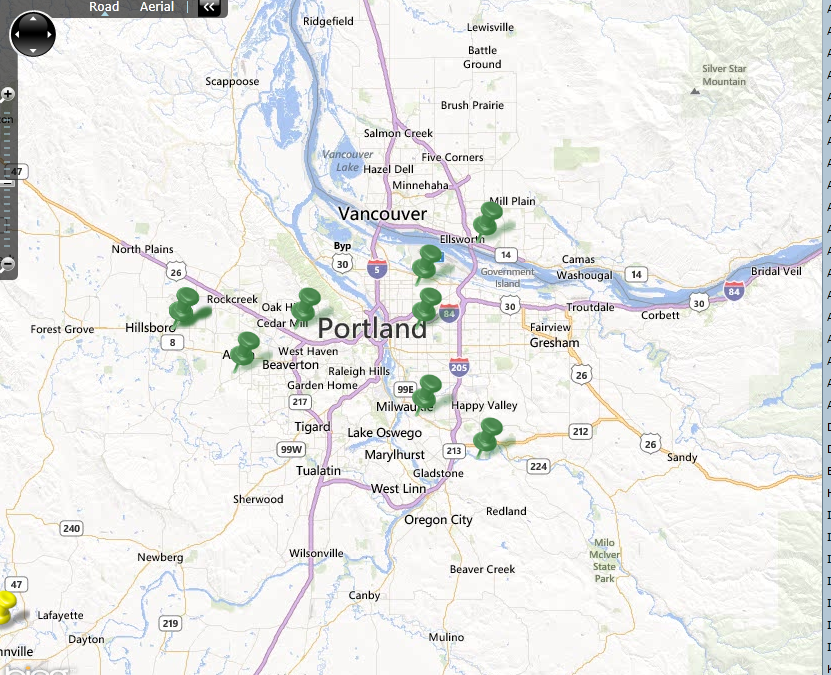 Road Aerial
Ridgefield
Lewisville
Battle
Ground
Scappoose
Silver Star
Mountain
Brush Prairie
Salmon Creek
Vancouver
Lake
Five Corners
Hazel Dell
Minnehaha
47
Mill Plain
Vancouver
Ellsworth
Byp
30
North Plains
26
5
14
Camas
Government
Island
Washougal
14
Bridal Veil
84
Rockcreek
Oak Hi
30
Troutdale
30
Corbett
84
Forest Grove
Hillsboro
Cedar Mill
Portland
Fairview
Gresham
8
A
West Haven
Beaverton
Raleigh Hills
205
26
Garden Home
99E
217
Milwaukie
Happy Valley
Tigard
Lake Oswego
212
26
99W
Marylhurst
213
Sandy
Tualatin
Gladstone
224
West Linn
Sherwood
Oregon City
Redland
240
Newberg
Wilsonville
Milo
McIver
State
Park
Beaver Creek
47
Canby
Lafayette
219
Dayton
Mulino
nnville
bing